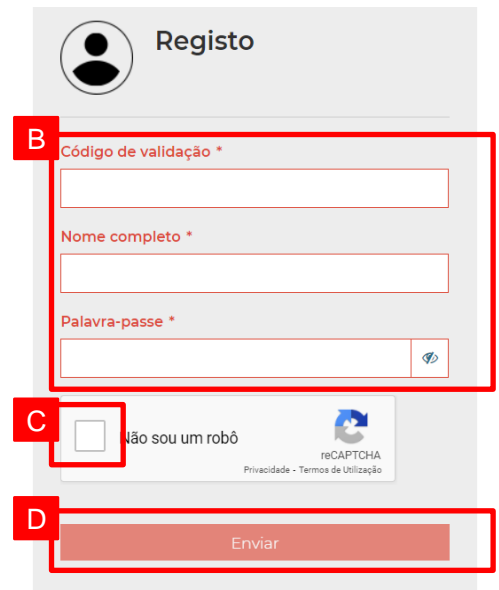 Registo
B
Código de validação *
Nome completo *
Palavra-passe *
C
Não sou um robô
reCAPTCHA
Privacidade - Termos de Utilização
D
Enviar